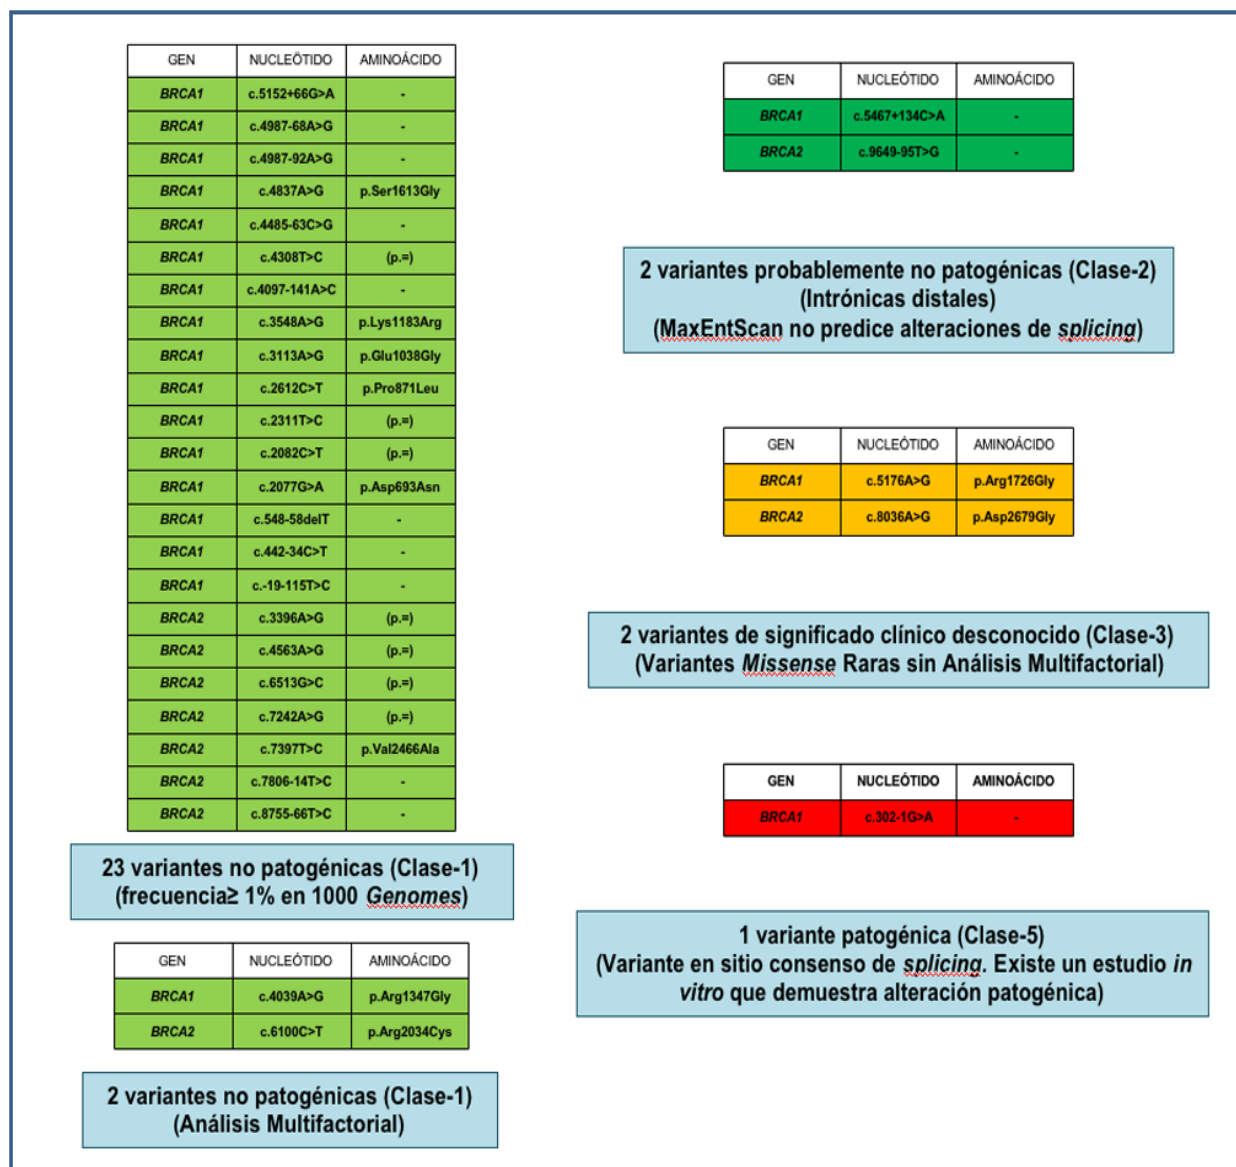 GEN NUCLEÓTIDO AMINOÁCIDO
BRCA1 c.5152+66G>A -
BRCA1 c.4987-68A>G -
BRCA1 c.4987-92A>G -
BRCA1 c.4837A>G p.Ser1613Gly
BRCA1 c.4485-63C>G -
BRCA1 c.4308T>C (p.=)
BRCA1 c.4097-141A>C -
BRCA1 c.3548A>G p.Lys1183Arg
BRCA1 c.3113A>G p.Glu1038Gly
BRCA1 c.2612C>T p.Pro871Leu
BRCA1 c.2311T>C (p.=)
BRCA1 c.2082C>T (p.=)
BRCA1 c.2077G>A p.Asp693Asn
BRCA1 c.548-58delT -
BRCA1 c.442-34C>T -
BRCA1 c.-19-115T>C -
BRCA2 c.3396A>G (p.=)
BRCA2 c.4563A>G (p.=)
BRCA2 c.6513G>C (p.=)
BRCA2 c.7242A>G (p.=)
BRCA2 c.7397T>C p.Val2466Ala
BRCA2 c.7806-14T>C -
BRCA2 c.8755-66T>C -
23 variantes no patogénicas (Clase-1)
(frecuencia≥ 1% en 1000 Genomes)
GEN NUCLEÓTIDO AMINOÁCIDO
BRCA1 c.4039A>G p.Arg1347Gly
BRCA2 c.6100C>T p.Arg2034Cys
2 variantes no patogénicas (Clase-1)
(Análisis Multifactorial)
GEN NUCLEÓTIDO AMINOÁCIDO
BRCA1 c.5467+134C>A -
BRCA2 c.9649-95T>G -
2 variantes probablemente no patogénicas (Clase-2)
(Intrónicas distales)
(MaxEntScan no predice alteraciones de splicing)
GEN NUCLEÓTIDO AMINOÁCIDO
BRCA1 c.5176A>G p.Arg1726Gly
BRCA2 c.8036A>G p.Asp2679Gly
2 variantes de significado clínico desconocido (Clase-3)
(Variantes Missense Raras sin Análisis Multifactorial)
GEN NUCLEÓTIDO AMINOÁCIDO
BRCA1 c.302-1G>A -
1 variante patogénica (Clase-5)
(Variante en sitio consenso de splicing. Existe un estudio in
vitro que demuestra alteración patogénica)